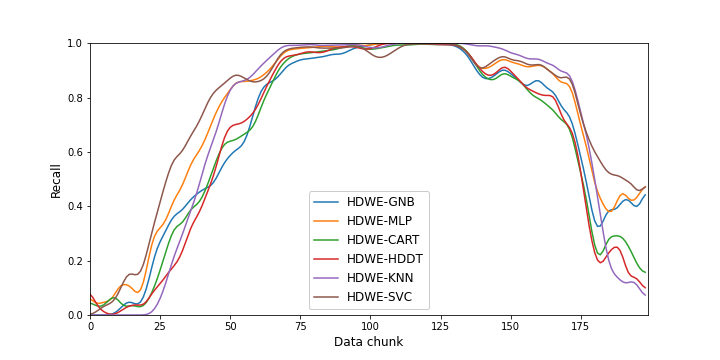 1.0
0.8
0.6
0.4
0.2
0.0
Recall
HDWE-GNB
HDWE-MLP
HDWE-CART
HDWE-HDDT
HDWE-KNN
HDWE-SVC
0 25 50 75 100 125 150 175
Data chunk